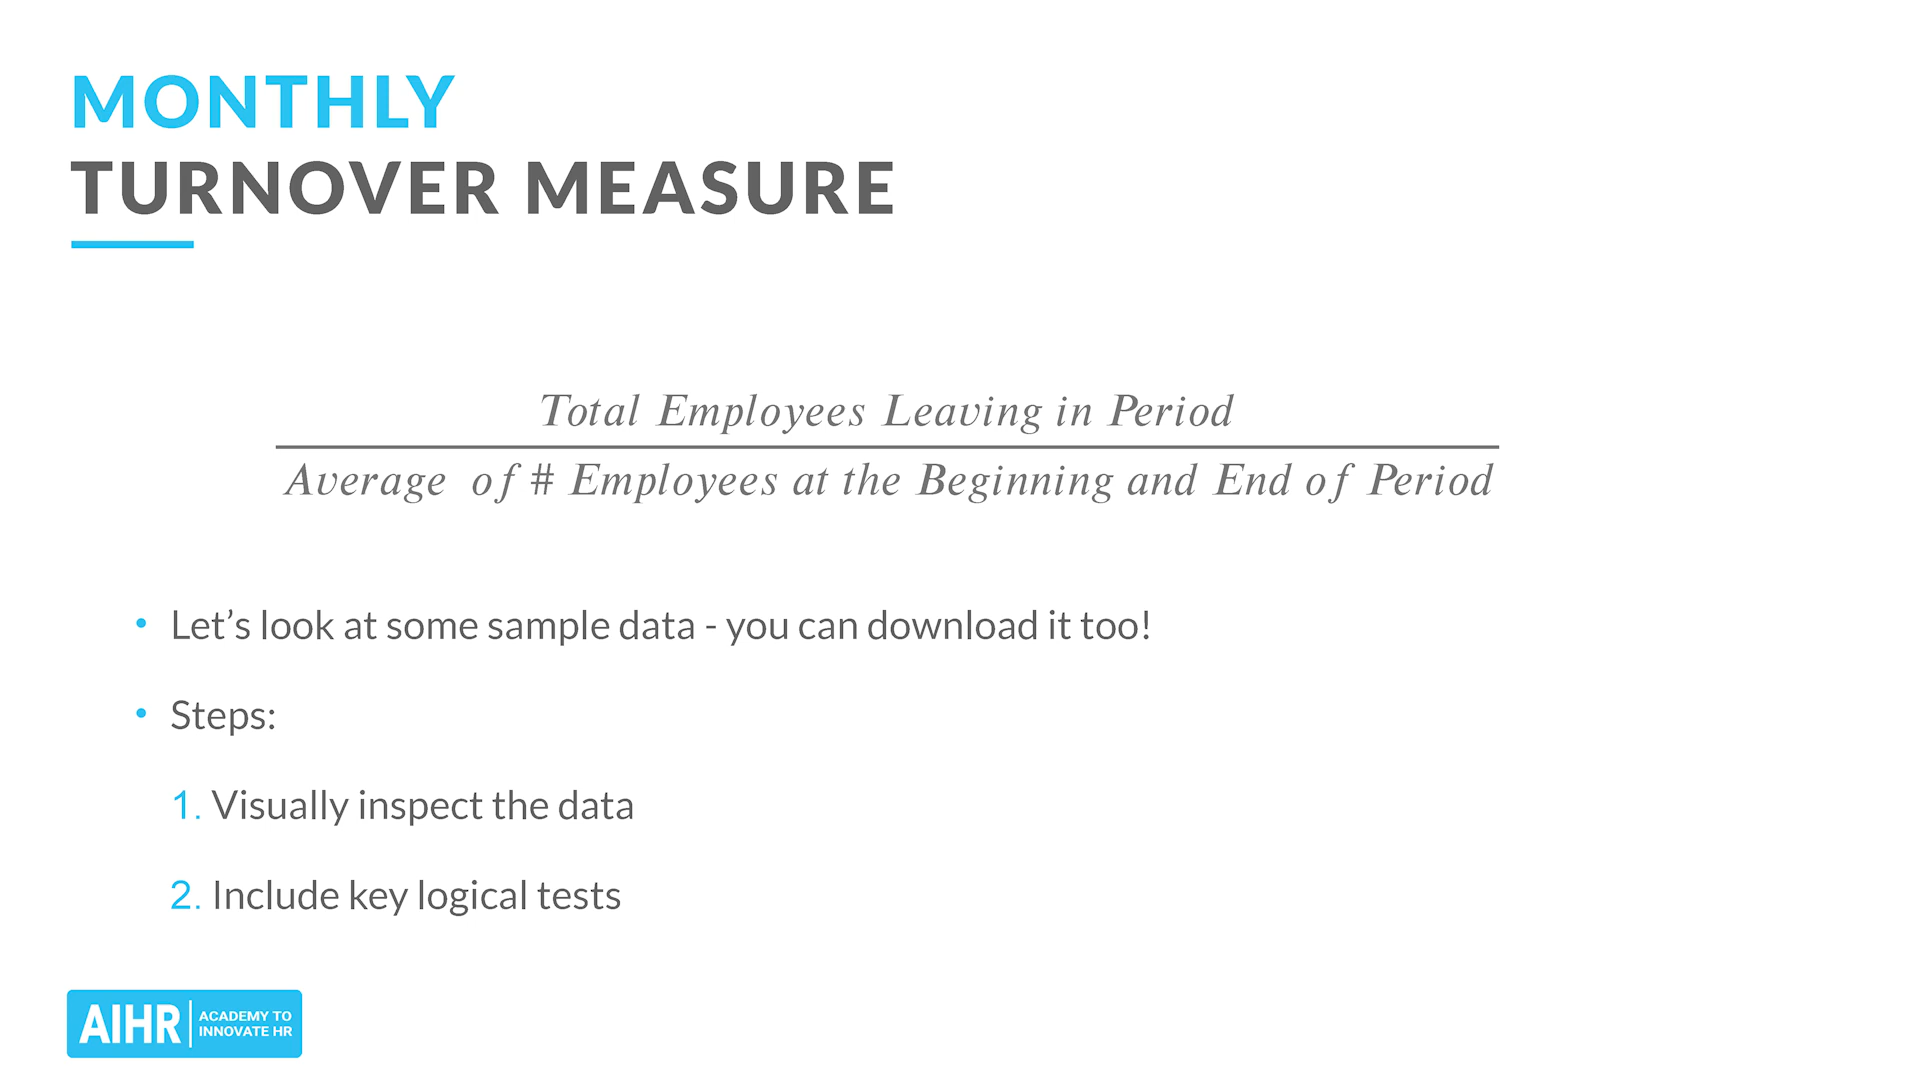 MONTHLY
TURNOVER MEASURE
Total Employees Leaving in Period
Average of # Employees at the Beginning and End of Period
• Let’s look at some sample data - you can download it too!
• Steps:
1. Visually inspect the data
2. Include key logical tests
AIHR
ACADEMY TO
INNOVATE HR